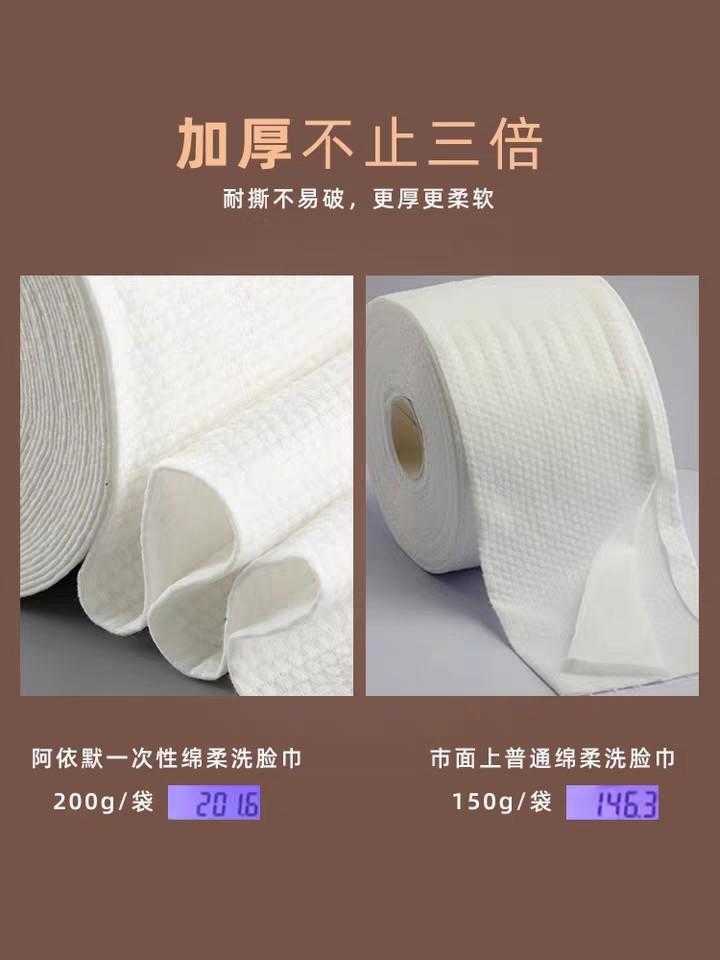 加厚不止三倍
耐撕不易破，更厚更柔软
阿依默一次性绵柔洗脸巾
200g/袋 201.6
市面上普通绵柔洗脸巾
150g/袋 146.3